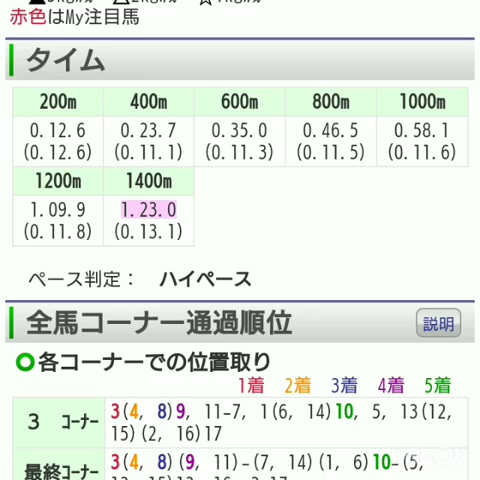 赤色はMy注目馬
タイム
200m 400m 600m 800m 1000m
0.12.6 0.23.7 0.35.0 0.46.5 0.58.1
(0.12.6) (0.11.1) (0.11.3) (0.11.5) (0.11.6)
1200m 1400m
1.09.9 1.23.0
(0.11.8) (0.13.1)
ペース判定： ハイペース
全馬コーナー通過順位 説明
各コーナーでの位置取り
1着 2着 3着 4着 5着
3 コーナー 3(4, 8)9, 11-7, 1(6, 14)10, 5, 13(12,
15)(2, 16)17
最終コーナー 3(4, 8)(9, 11)-(7, 14)(1, 6)10-(5,